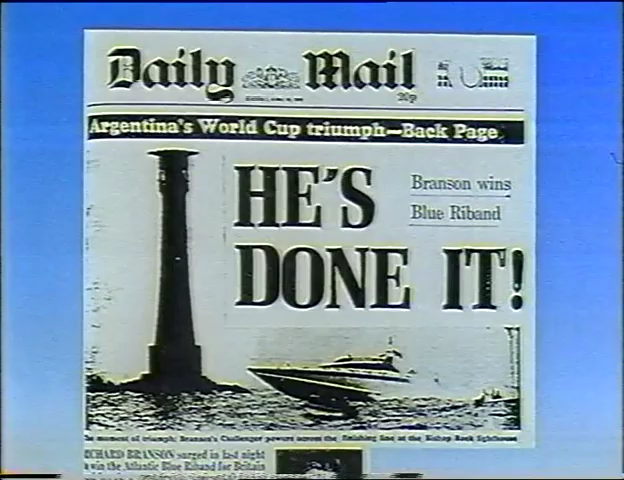 Daily Mail
20p
Argentina's World Cup triumph—Back Page
HE'S
DONE IT!
Branson wins
Blue Riband
moment of triumph: Branson's Challenger powers across the finishing line at the Bishop Rock lighthouse
RICHARD BRANSON surged in last night
win the Atlantic Blue Riband for Britain